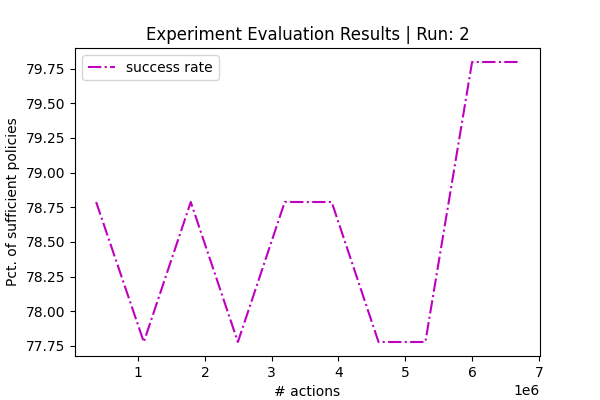 Experiment Evaluation Results | Run: 2
success rate
Pct. of sufficient policies
79.75
79.50
79.25
79.00
78.75
78.50
78.25
78.00
77.75
1 2 3 4 5 6 7
1e6
# actions